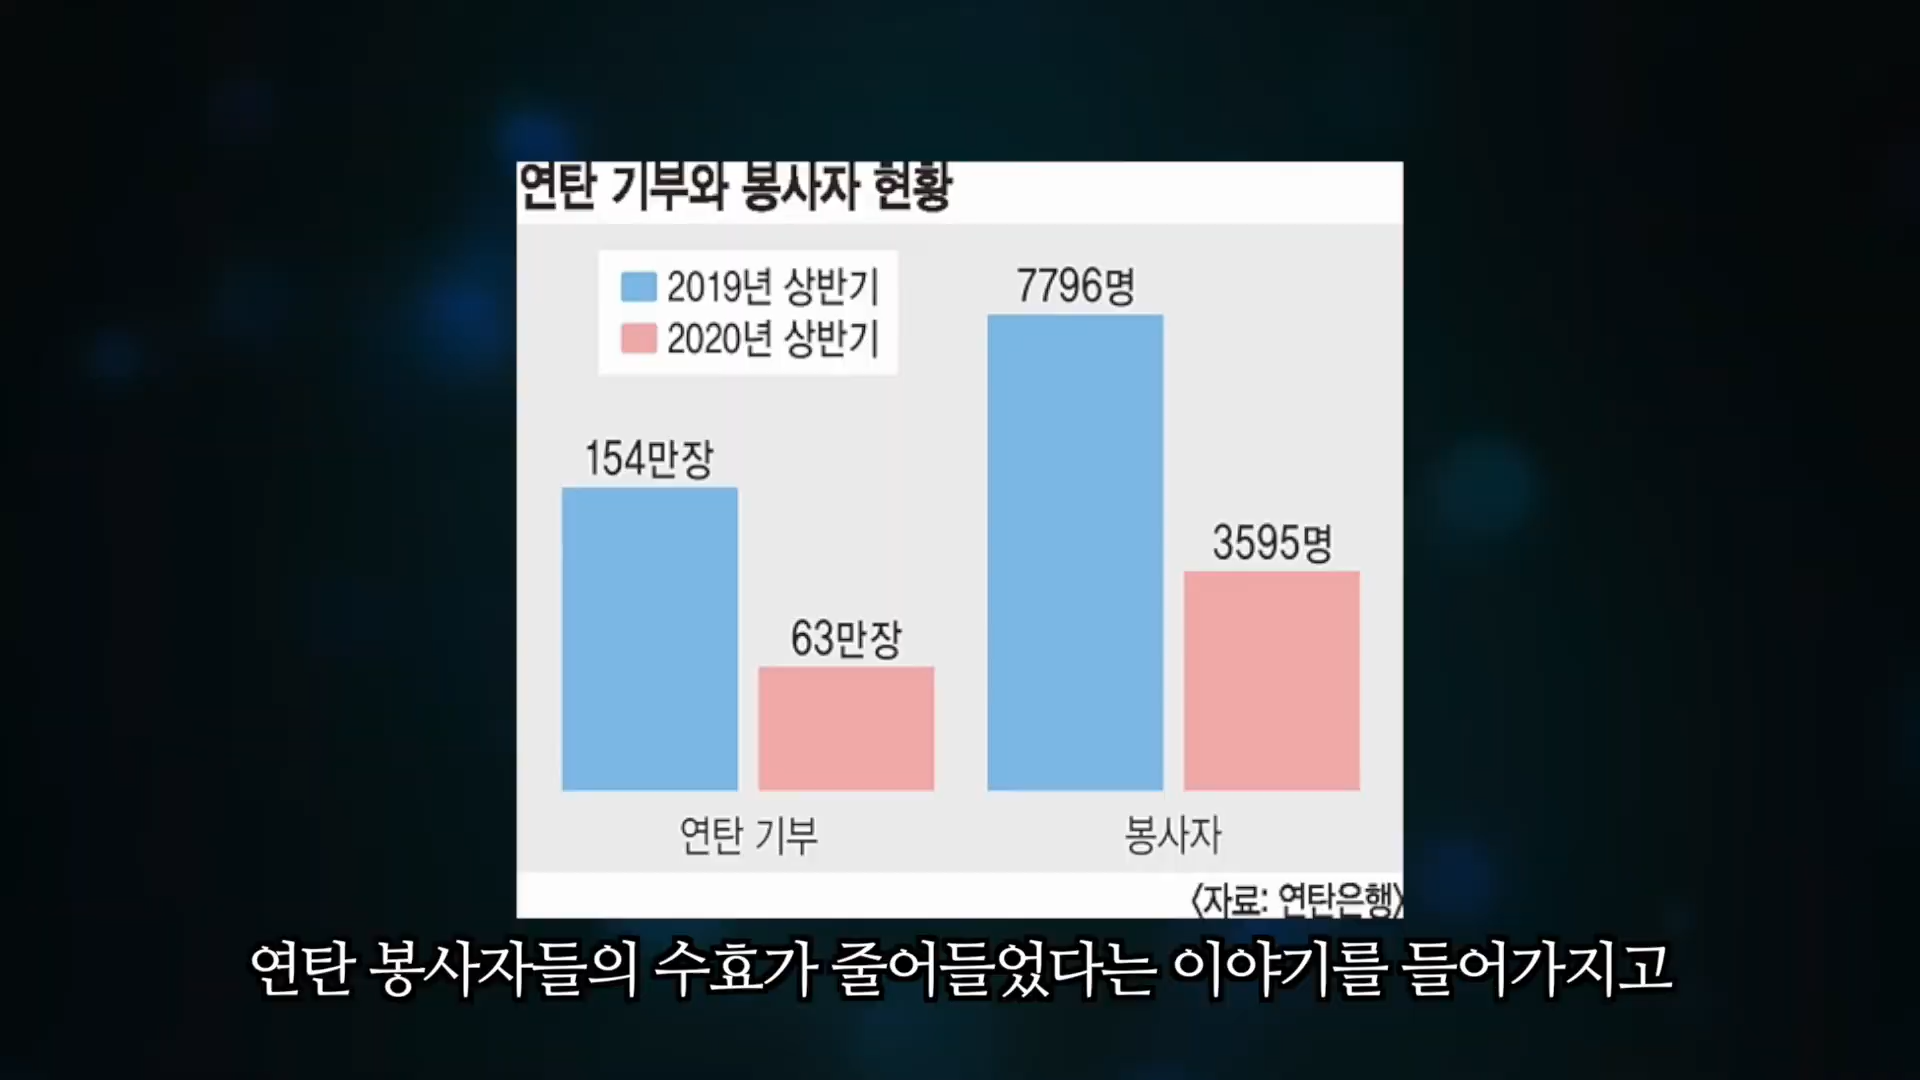 연탄 기부와 봉사자 현황
2019년 상반기
2020년 상반기
7796명
154만장
3595명
63만장
연탄 기부
봉사자
〈자료: 연탄은행〉
연탄 봉사자들의 수효가 줄어들었다는 이야기를 들어가지고